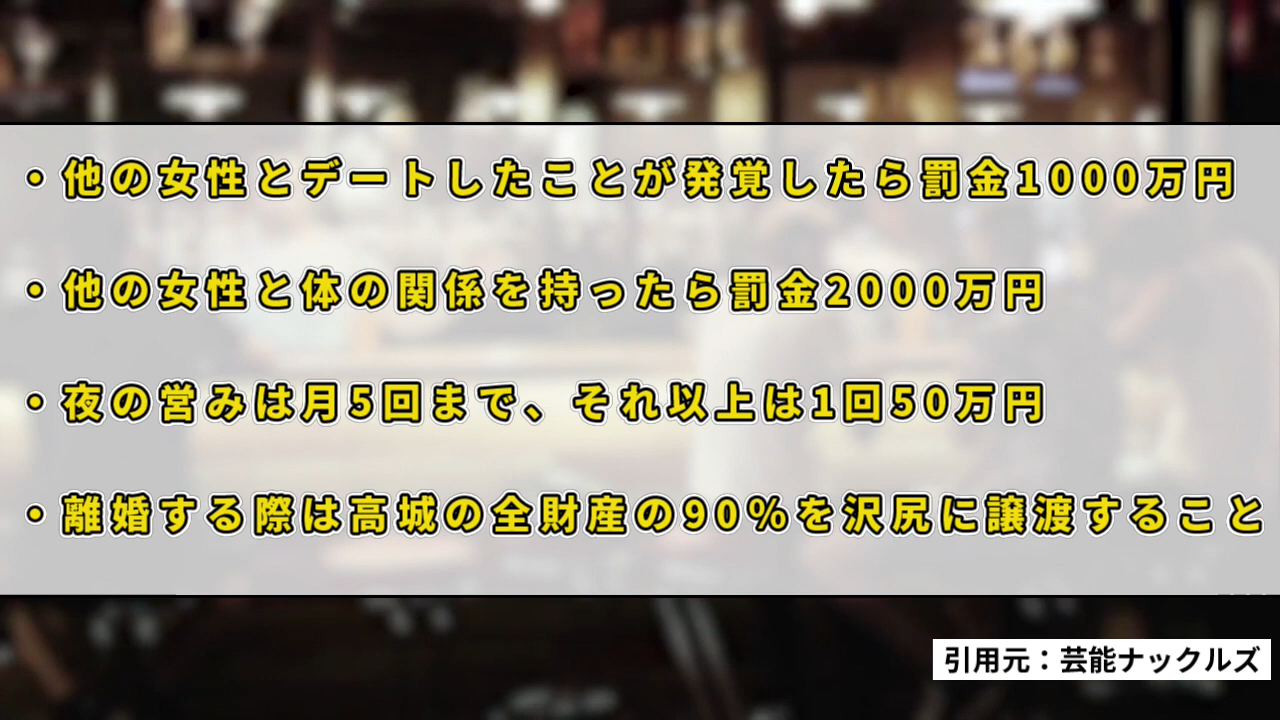 ・他の女性とデートしたことが発覚したら罰金1000万円
・他の女性と体の関係を持ったら罰金2000万円
・夜の営みは月5回まで、それ以上は1回50万円
・離婚する際は高城の全財産の90%を沢尻に譲渡すること
引用元：芸能ナックルズ